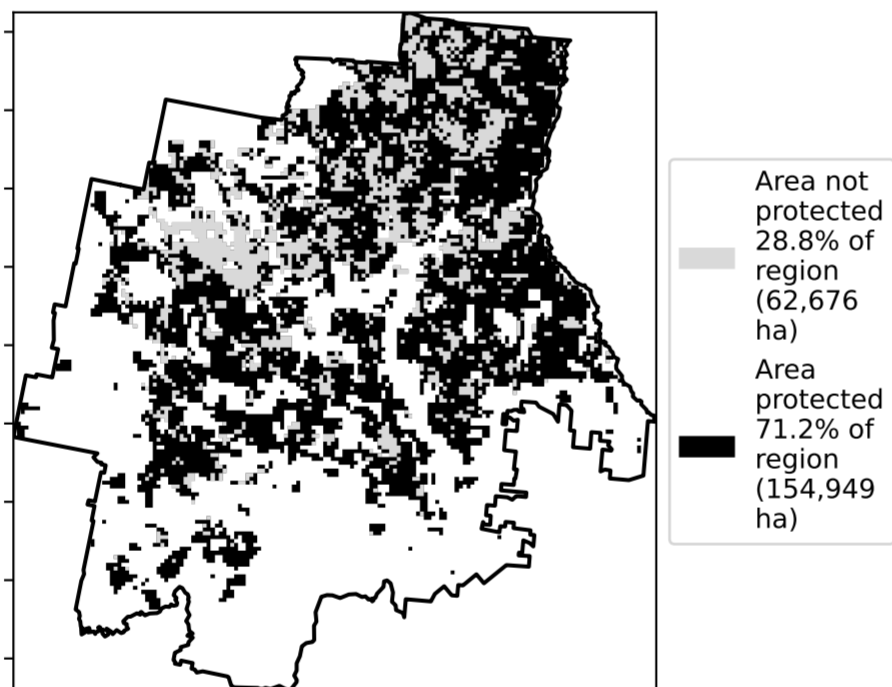 Area not
protected
28.8% of
region
(62,676
ha)
Area
protected
71.2% of
region
(154,949
ha)